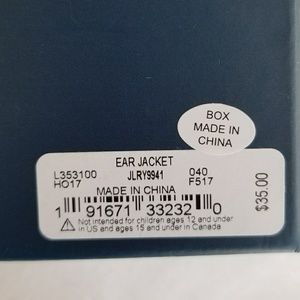 BOX
MADE IN
CHINA
EAR JACKET
L353100 JLRY9941 040
HO17 F517
MADE IN CHINA
1 91671 33232 0
$35.00
Not intended for children ages 12 and under
in US and ages 15 and under in Canada